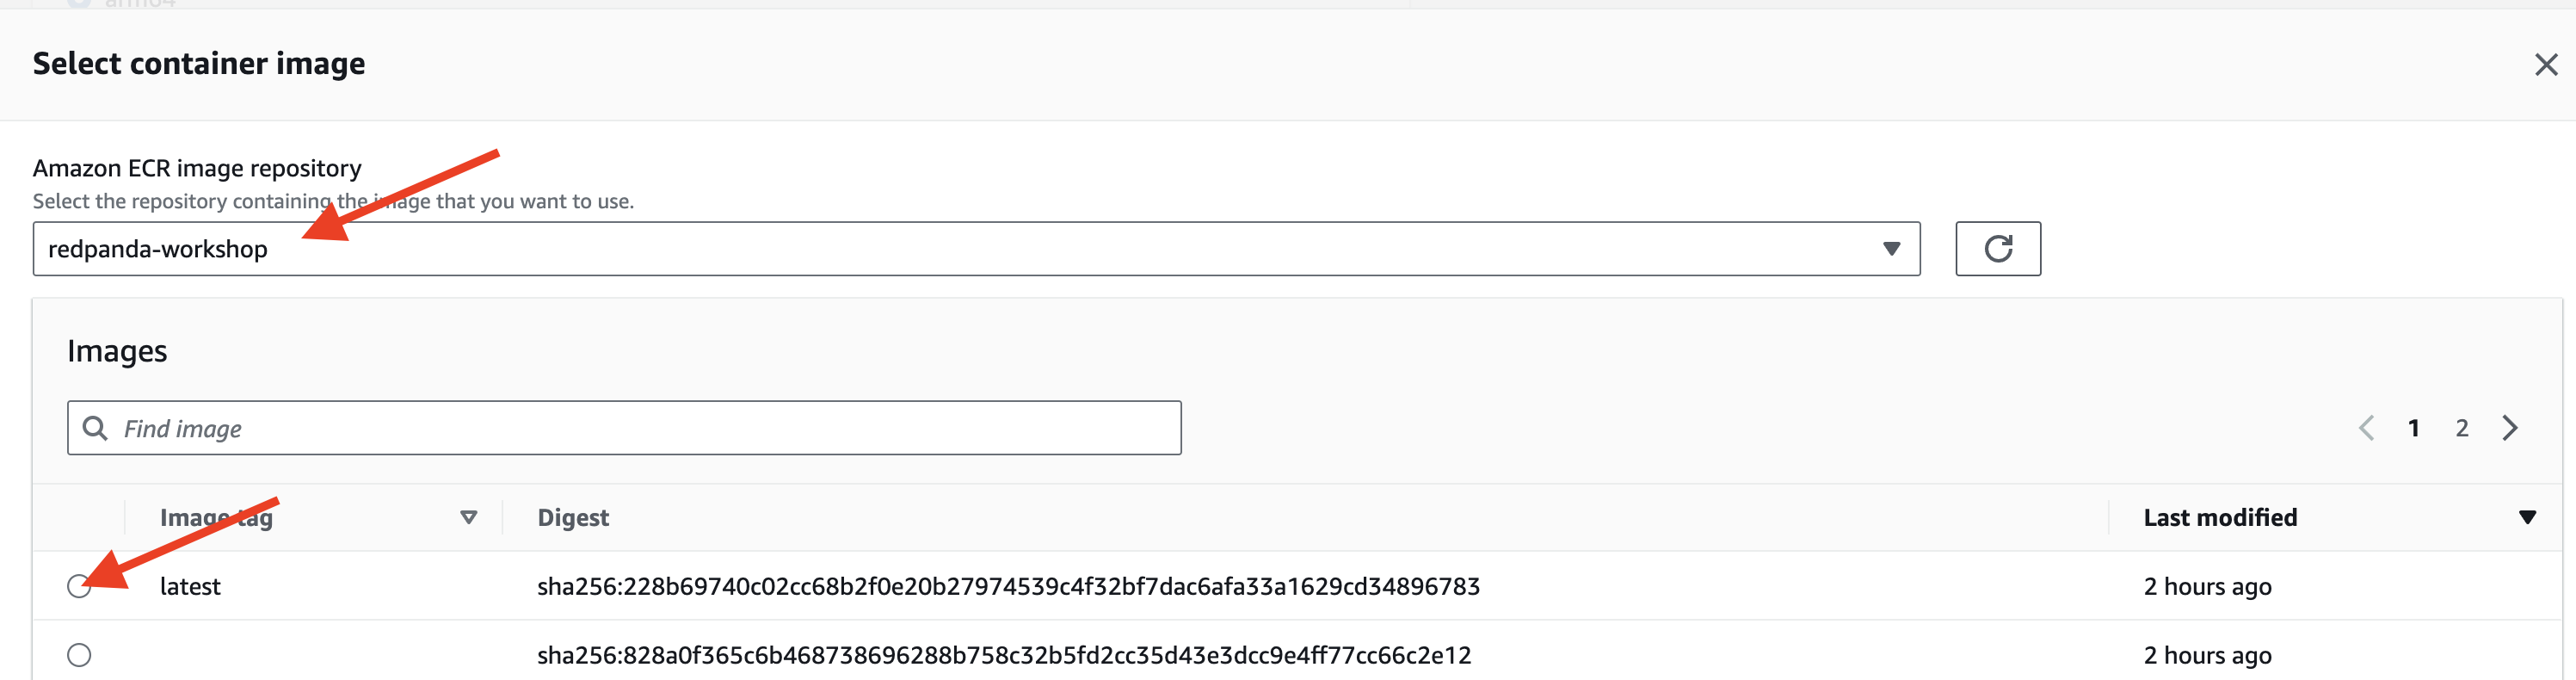 arm64
Select container image
Amazon ECR image repository
Select the repository containing the image that you want to use.
redpanda-workshop
Images
Find image
1 2
Image tag Digest Last modified
latest sha256:228b69740c02cc68b2f0e20b27974539c4f32bf7dac6afa33a1629cd34896783 2 hours ago
sha256:828a0f365c6b468738696288b758c32b5fd2cc35d43e3dcc9e4ff77cc66c2e12 2 hours ago